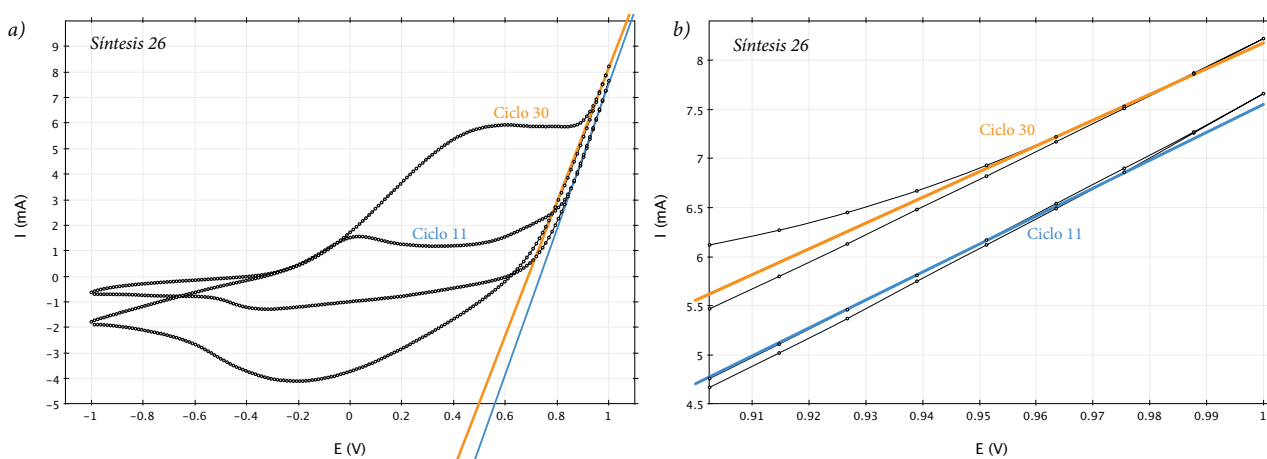 a)
Síntesis 26
9
8
7
6
5
4
3
2
1
0
−1
−2
−3
−4
−5
I (mA)
Ciclo 30
Ciclo 11
−1 −0.8 −0.6 −0.4 −0.2 0 0.2 0.4 0.6 0.8 1
E (V)
b)
Síntesis 26
8
7.5
7
6.5
6
5.5
5
4.5
I (mA)
Ciclo 30
Ciclo 11
0.91 0.92 0.93 0.94 0.95 0.96 0.97 0.98 0.99 1
E (V)